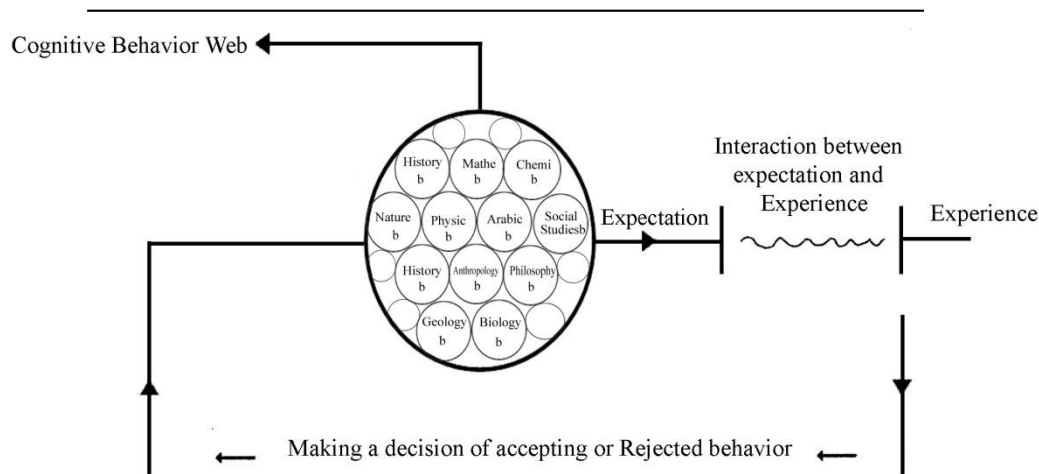 Cognitive Behavior Web
History
b
Mathe
b
Chemi
b
Nature
b
Physic
b
Arabic
b
Social
Studiesb
History
b
Anthropology
b
Philosophy
b
Geology
b
Biology
b
Expectation
Interaction between
expectation and
Experience
Experience
Making a decision of accepting or Rejected behavior